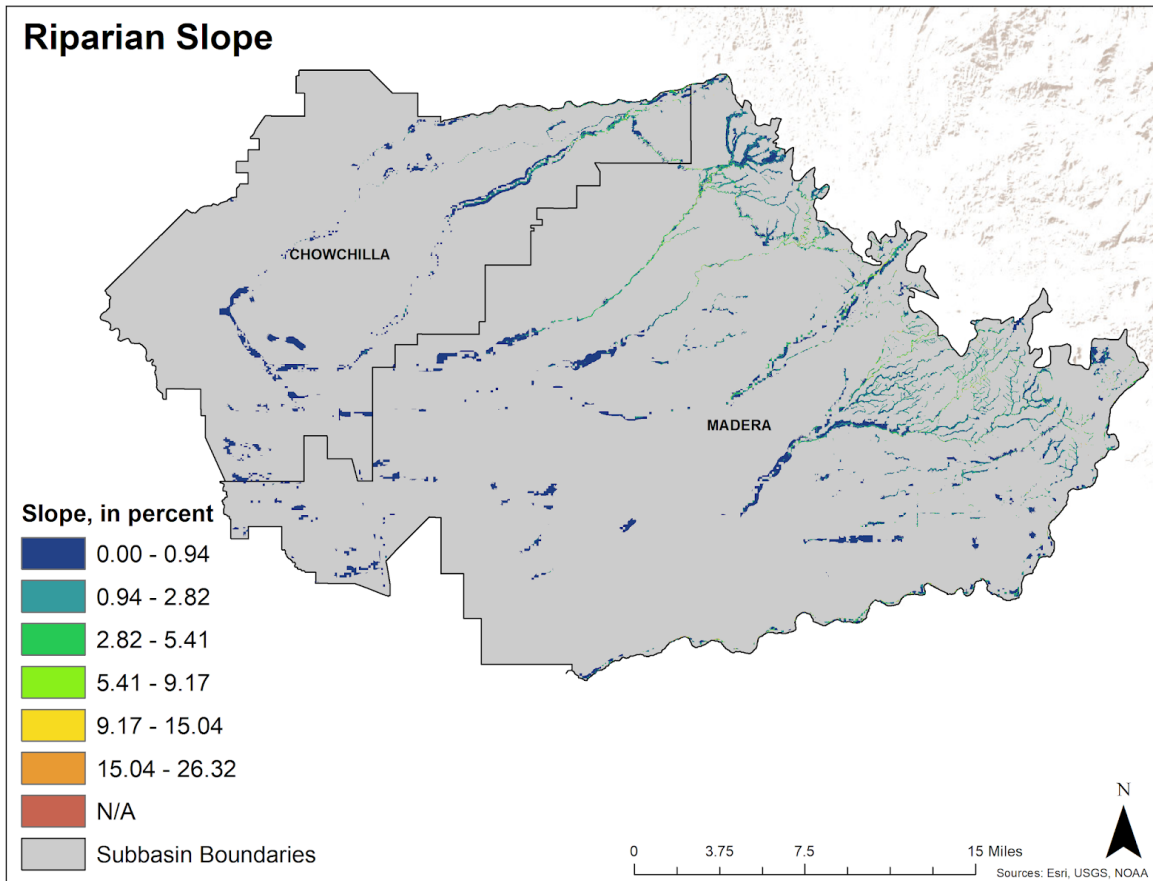 Riparian Slope
CHOWCHILLA
MADERA
Slope, in percent
0.00 - 0.94
0.94 - 2.82
2.82 - 5.41
5.41 - 9.17
9.17 - 15.04
15.04 - 26.32
N/A
Subbasin Boundaries
N
0 3.75 7.5 15 Miles
Sources: Esri, USGS, NOAA